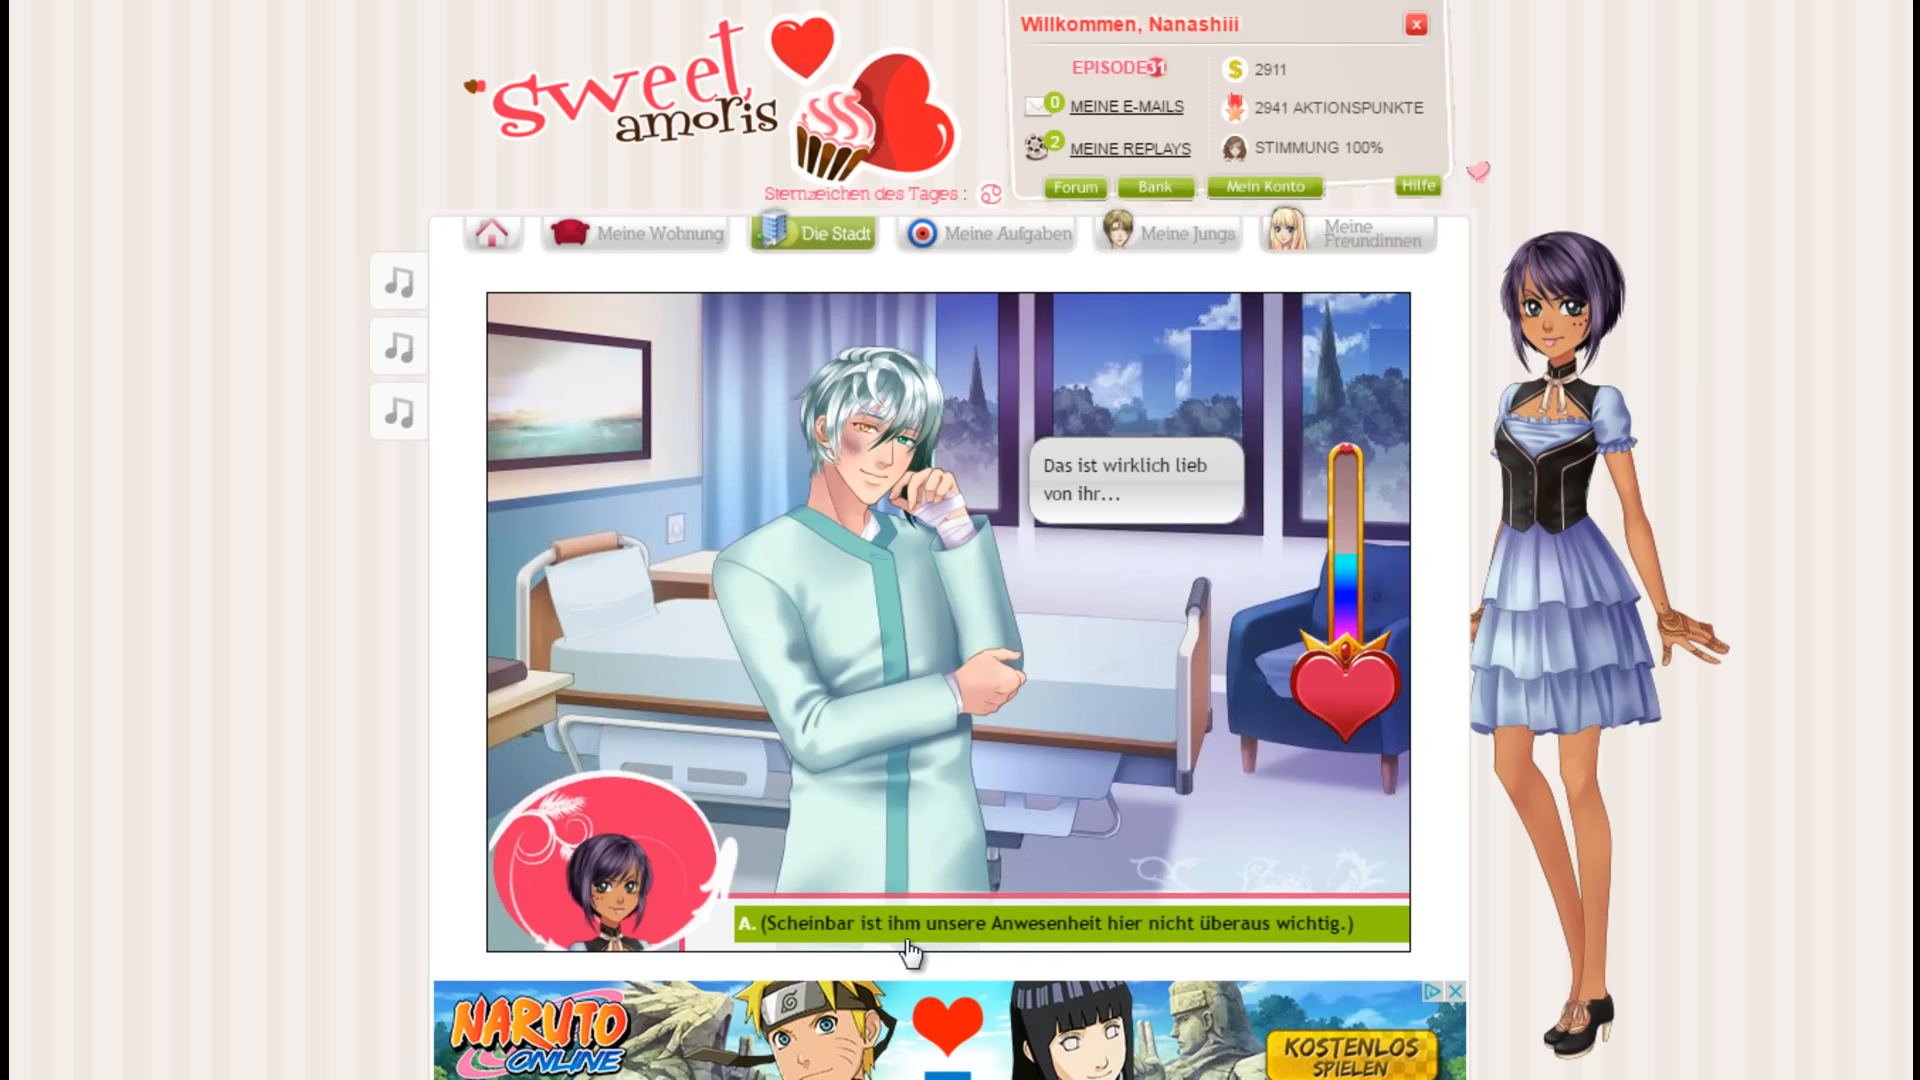 sweet
amoris
Sternzeichen des Tages :
Willkommen, Nanashiii
x
EPISODE 31
$ 2911
0 MEINE E-MAILS
2941 AKTIONSPUNKTE
2 MEINE REPLAYS
STIMMUNG 100%
Forum
Bank
Mein Konto
Hilfe
Meine Wohnung
Die Stadt
Meine Aufgaben
Meine Jungs
Meine
Freundinnen
Das ist wirklich lieb
von ihr...
A. (Scheinbar ist ihm unsere Anwesenheit hier nicht überaus wichtig.)
NARUTO
ONLINE
KOSTENLOS
SPIELEN